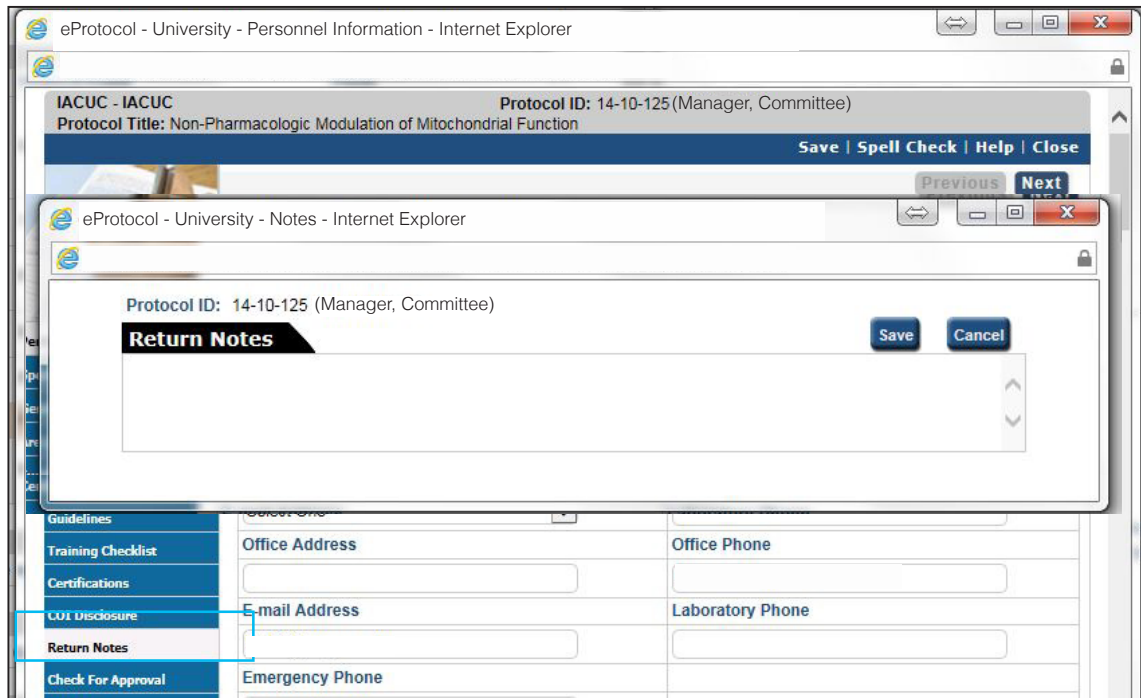 eProtocol - University - Personnel Information - Internet Explorer
IACUC - IACUC Protocol ID: 14-10-125 (Manager, Committee)
Protocol Title: Non-Pharmacologic Modulation of Mitochondrial Function
Save | Spell Check | Help | Close
Previous Next
eProtocol - University - Notes - Internet Explorer
Protocol ID: 14-10-125 (Manager, Committee)
Return Notes Save Cancel
Guidelines
Training Checklist Office Address Office Phone
Certifications
COI Disclosure E-mail Address Laboratory Phone
Return Notes
Check For Approval Emergency Phone